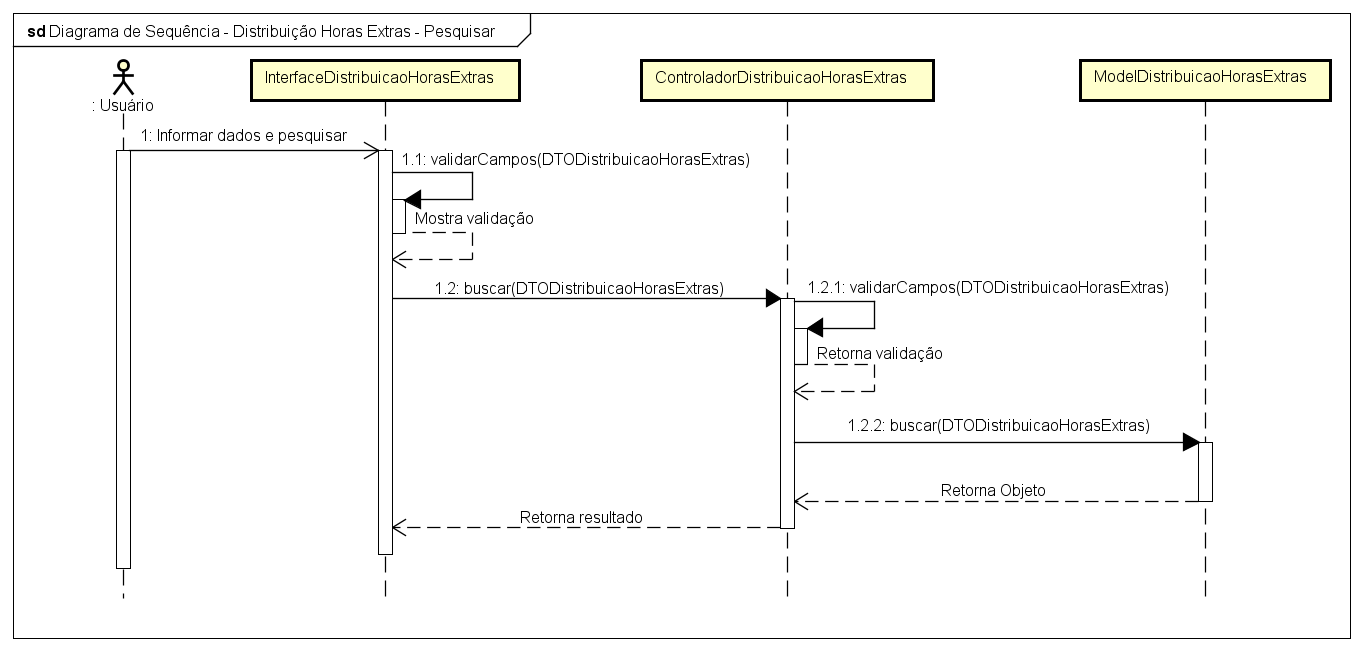 sd Diagrama de Sequência - Distribuição Horas Extras - Pesquisar
: Usuário
InterfaceDistribuicaoHorasExtras
ControladorDistribuicaoHorasExtras
ModelDistribuicaoHorasExtras
1: Informar dados e pesquisar
1.1: validarCampos(DTODistribuicaoHorasExtras)
Mostra validação
1.2: buscar(DTODistribuicaoHorasExtras)
1.2.1: validarCampos(DTODistribuicaoHorasExtras)
Retorna validação
1.2.2: buscar(DTODistribuicaoHorasExtras)
Retorna Objeto
Retorna resultado